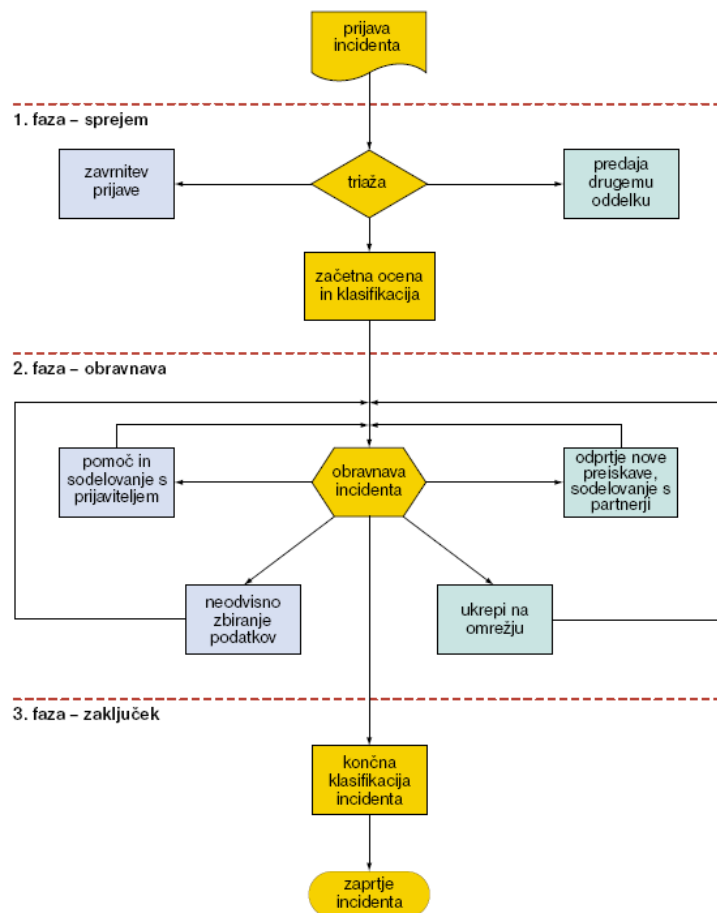 prijava
incidenta
1. faza – sprejem
zavrnitev
prijave
triaža
predaja
drugemu
oddelku
začetna ocena
in klasifikacija
2. faza – obravnava
pomoč in
sodelovanje s
prijaviteljem
obravnava
incidenta
odprtje nove
preiskave,
sodelovanje s
partnerji
neodvisno
zbiranje
podatkov
ukrepi na
omrežju
3. faza – zaključek
končna
klasifikacija
incidenta
zaprtje
incidenta